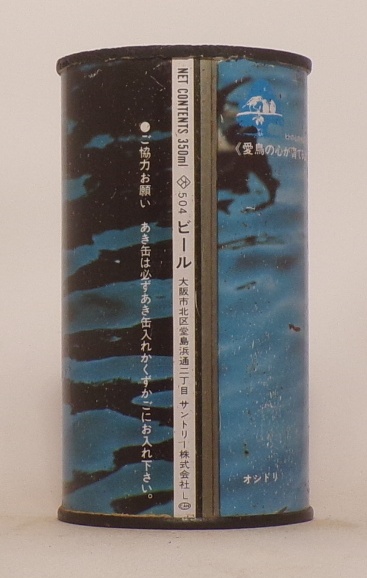 ●ご協力お願い あき缶は必ずあき缶入れかくずかごにお入れ下さい。
NET CONTENTS 350ml 504 ビール 大阪市北区堂島浜通二丁目 サントリー株式会社 L
《愛鳥の心が育て
オシドリ